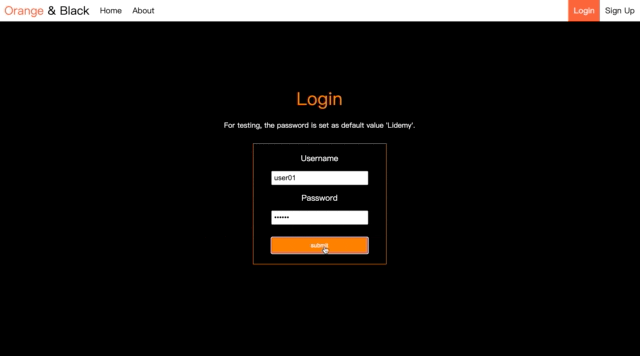 Orange & Black Home About Login Sign Up
Login
For testing, the password is set as default value 'Lidemy'.
Username
user01
Password
••••••
submit